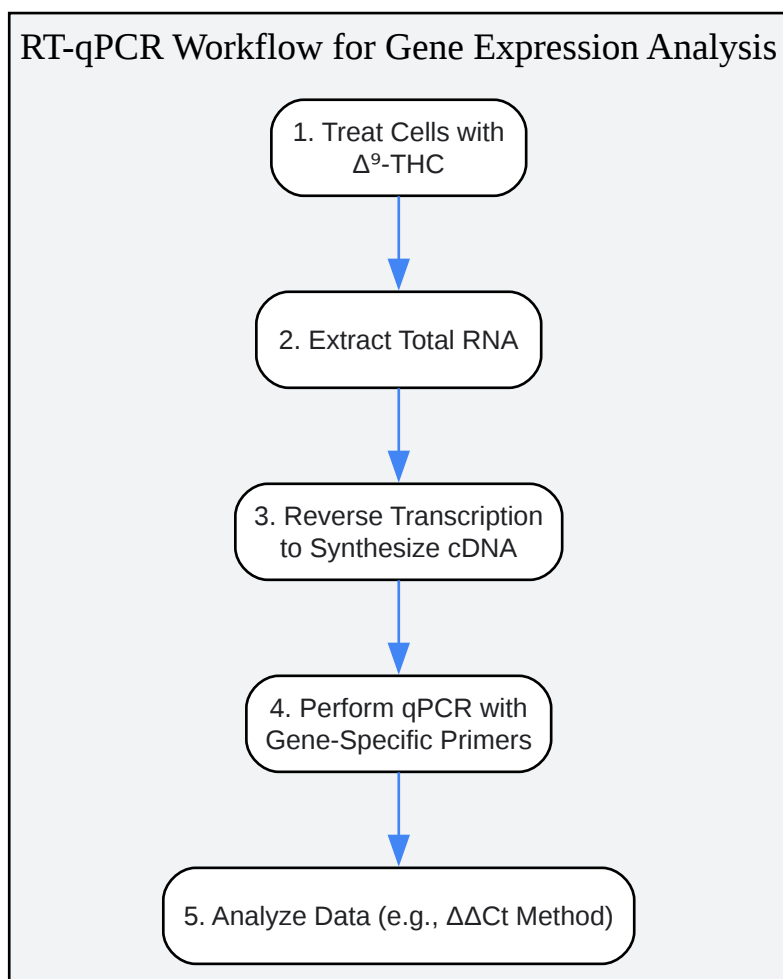 RT-qPCR Workflow for Gene Expression Analysis
1. Treat Cells with
Δ⁹-THC
2. Extract Total RNA
3. Reverse Transcription
to Synthesize cDNA
4. Perform qPCR with
Gene-Specific Primers
5. Analyze Data (e.g., ΔΔCt Method)